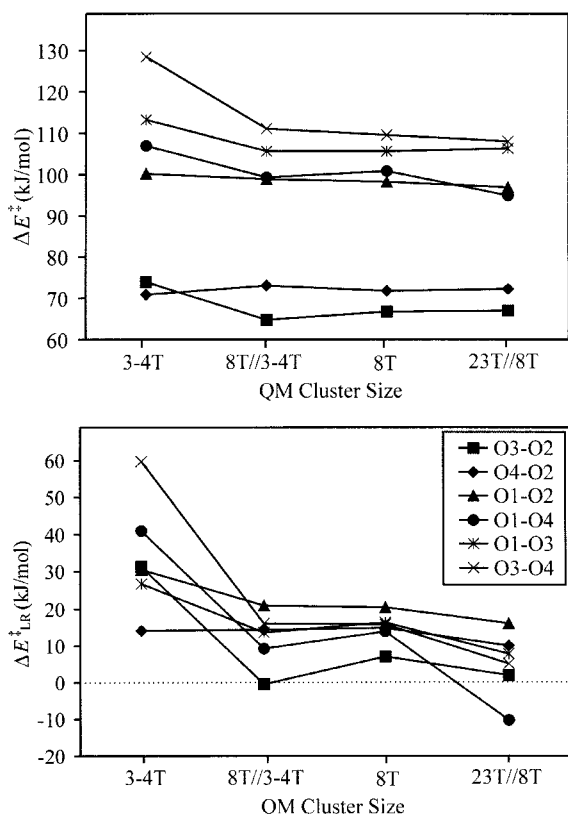 130
120
110
100
90
80
70
60
ΔE‡ (kJ/mol)
3-4T 8T//3-4T 8T 23T//8T
QM Cluster Size
60
50
40
30
20
10
0
-10
-20
ΔE‡LR (kJ/mol)
O3-O2
O4-O2
O1-O2
O1-O4
O1-O3
O3-O4
3-4T 8T//3-4T 8T 23T//8T
QM Cluster Size